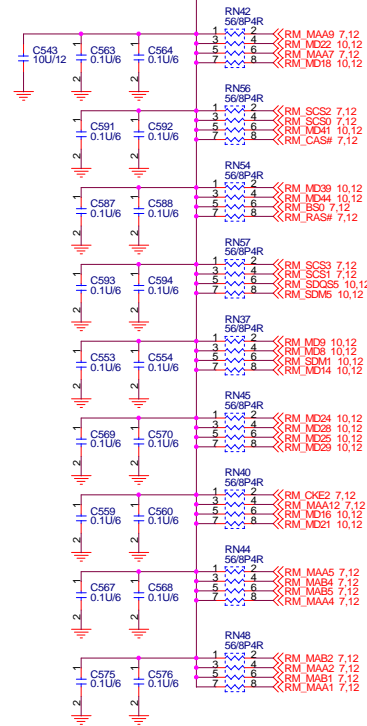 RN42
56/8P4R
C543
10U/12
C563
0.1U/6
C564
0.1U/6
1 2 RM_MAA9 7,12
3 4 RM_MD22 10,12
5 6 RM_MAA7 7,12
7 8 RM_MD18 10,12
RN56
56/8P4R
C591
0.1U/6
C592
0.1U/6
1 2 RM_SCS2 7,12
3 4 RM_SCS0 7,12
5 6 RM_MD41 10,12
7 8 RM_CAS# 7,12
RN54
56/8P4R
C587
0.1U/6
C588
0.1U/6
1 2 RM_MD39 10,12
3 4 RM_MD44 10,12
5 6 RM_BS0 7,12
7 8 RM_RAS# 7,12
RN57
56/8P4R
C593
0.1U/6
C594
0.1U/6
1 2 RM_SCS3 7,12
3 4 RM_SCS1 7,12
5 6 RM_SDQS5 10,12
7 8 RM_SDM5 10,12
RN37
56/8P4R
C553
0.1U/6
C554
0.1U/6
1 2 RM_MD9 10,12
3 4 RM_MD8 10,12
5 6 RM_SDM1 10,12
7 8 RM_MD14 10,12
RN45
56/8P4R
C569
0.1U/6
C570
0.1U/6
1 2 RM_MD24 10,12
3 4 RM_MD28 10,12
5 6 RM_MD25 10,12
7 8 RM_MD29 10,12
RN40
56/8P4R
C559
0.1U/6
C560
0.1U/6
1 2 RM_CKE2 7,12
3 4 RM_MAA12 7,12
5 6 RM_MD16 10,12
7 8 RM_MD21 10,12
RN44
56/8P4R
C567
0.1U/6
C568
0.1U/6
1 2 RM_MAA5 7,12
3 4 RM_MAB4 7,12
5 6 RM_MAB5 7,12
7 8 RM_MAA4 7,12
RN48
56/8P4R
C575
0.1U/6
C576
0.1U/6
1 2 RM_MAB2 7,12
3 4 RM_MAA2 7,12
5 6 RM_MAB1 7,12
7 8 RM_MAA1 7,12